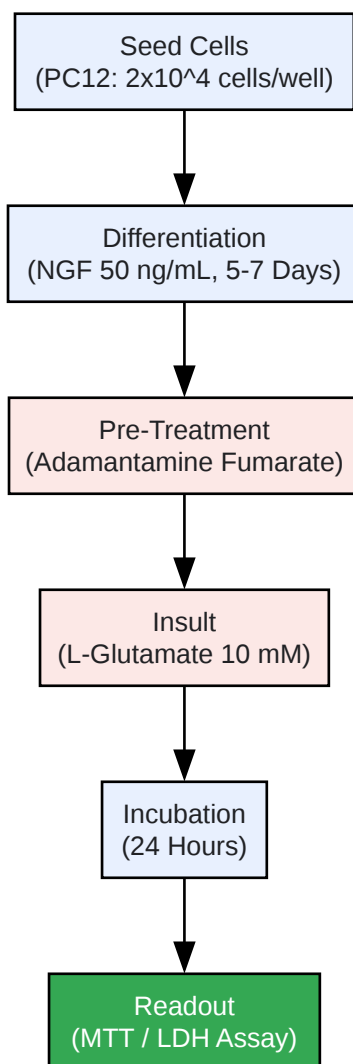 Seed Cells
(PC12: 2x10^4 cells/well)
Differentiation
(NGF 50 ng/mL, 5-7 Days)
Pre-Treatment
(Adamantamine Fumarate)
Insult
(L-Glutamate 10 mM)
Incubation
(24 Hours)
Readout
(MTT / LDH Assay)